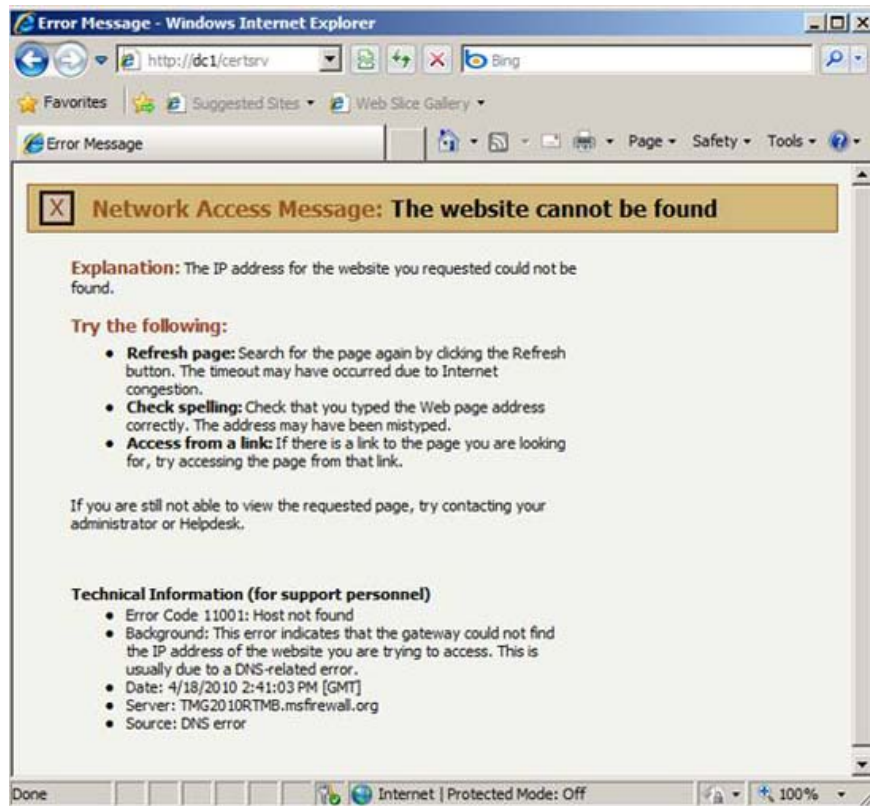 Error Message - Windows Internet Explorer
http://dc1/certsrv
Bing
Favorites
Suggested Sites
Web Slice Gallery
Error Message
Page
Safety
Tools
X
Network Access Message: The website cannot be found
Explanation: The IP address for the website you requested could not be
found.
Try the following:
• Refresh page: Search for the page again by clicking the Refresh
button. The timeout may have occurred due to Internet
congestion.
• Check spelling: Check that you typed the Web page address
correctly. The address may have been mistyped.
• Access from a link: If there is a link to the page you are looking
for, try accessing the page from that link.
If you are still not able to view the requested page, try contacting your
administrator or Helpdesk.
Technical Information (for support personnel)
• Error Code 11001: Host not found
• Background: This error indicates that the gateway could not find
the IP address of the website you are trying to access. This is
usually due to a DNS-related error.
• Date: 4/18/2010 2:41:03 PM [GMT]
• Server: TMG2010RTMB.msfirewall.org
• Source: DNS error
Done
Internet | Protected Mode: Off
100%